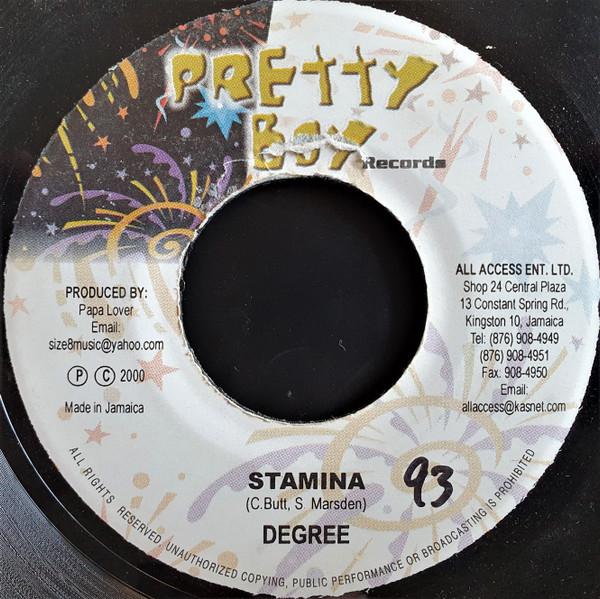 PRETTY
BOY
Records
PRODUCED BY:
Papa Lover
Email:
size8music@yahoo.com
Ⓟ Ⓒ 2000
Made in Jamaica
ALL ACCESS ENT. LTD.
Shop 24 Central Plaza
13 Constant Spring Rd.,
Kingston 10, Jamaica
Tel: (876) 908-4949
(876) 908-4951
Fax: 908-4950
Email:
allaccess@kasnet.com
STAMINA
(C.Butt, S. Marsden)
DEGREE
93
ALL RIGHTS RESERVED. UNAUTHORIZED COPYING, PUBLIC PERFORMANCE OR BROADCASTING IS PROHIBITED